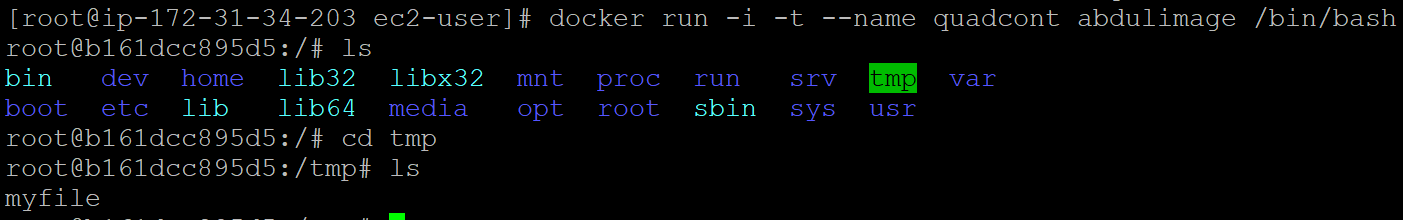 [root@ip-172-31-34-203 ec2-user]# docker run -i -t --name quadcont abdulimage /bin/bash
root@b161dcc895d5:/# ls
bin dev home lib32 libx32 mnt proc run srv tmp var
boot etc lib lib64 media opt root sbin sys usr
root@b161dcc895d5:/# cd tmp
root@b161dcc895d5:/tmp# ls
myfile